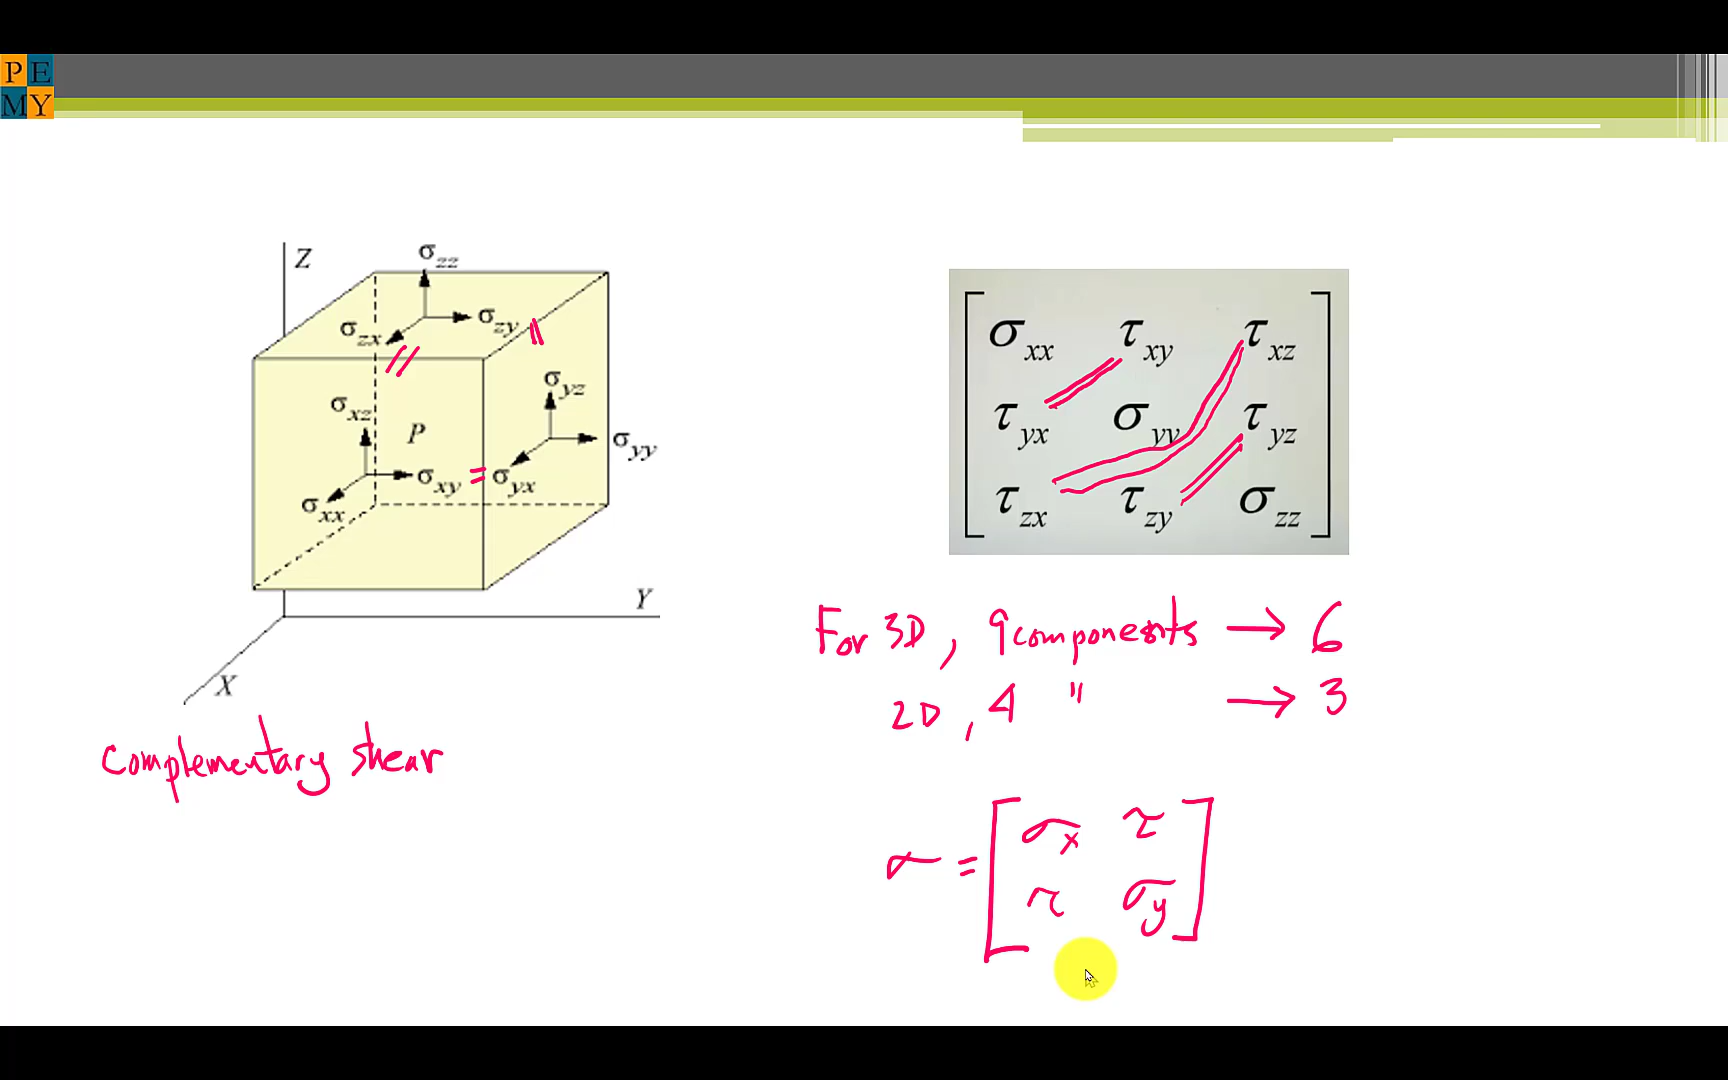 P E
M Y
Z
σzz
σzx
σzy
σxz
P
σyz
σyy
σxy = σyx
σxx
Y
X
complementary shear
σxx τxy τxz
τyx σyy τyz
τzx τzy σzz
For 3D, 9 components → 6
2D, 4 " → 3
σ = [ σx τ
τ σy ]